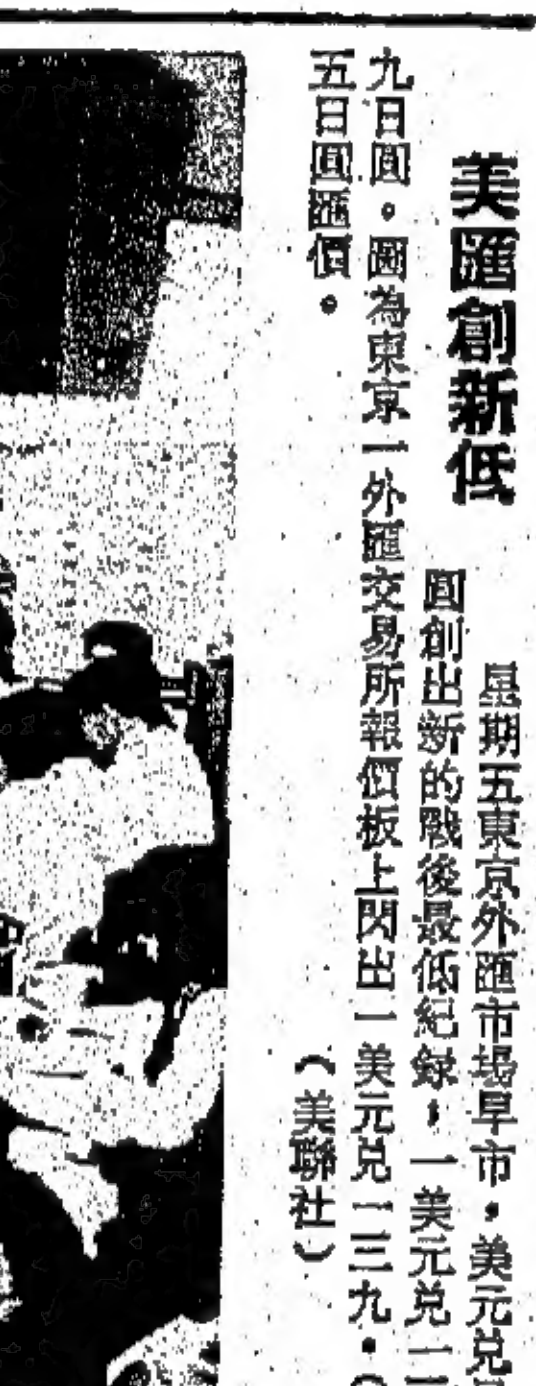 美匯創新低
星期五東京外匯市場早市,美元兌
圓創出新的戰後最低紀錄,一美元兌一
九日圓。圖為東京一外匯交易所報價板上閃出一美元兌一三九・
五日圓匯價。
(美聯社)